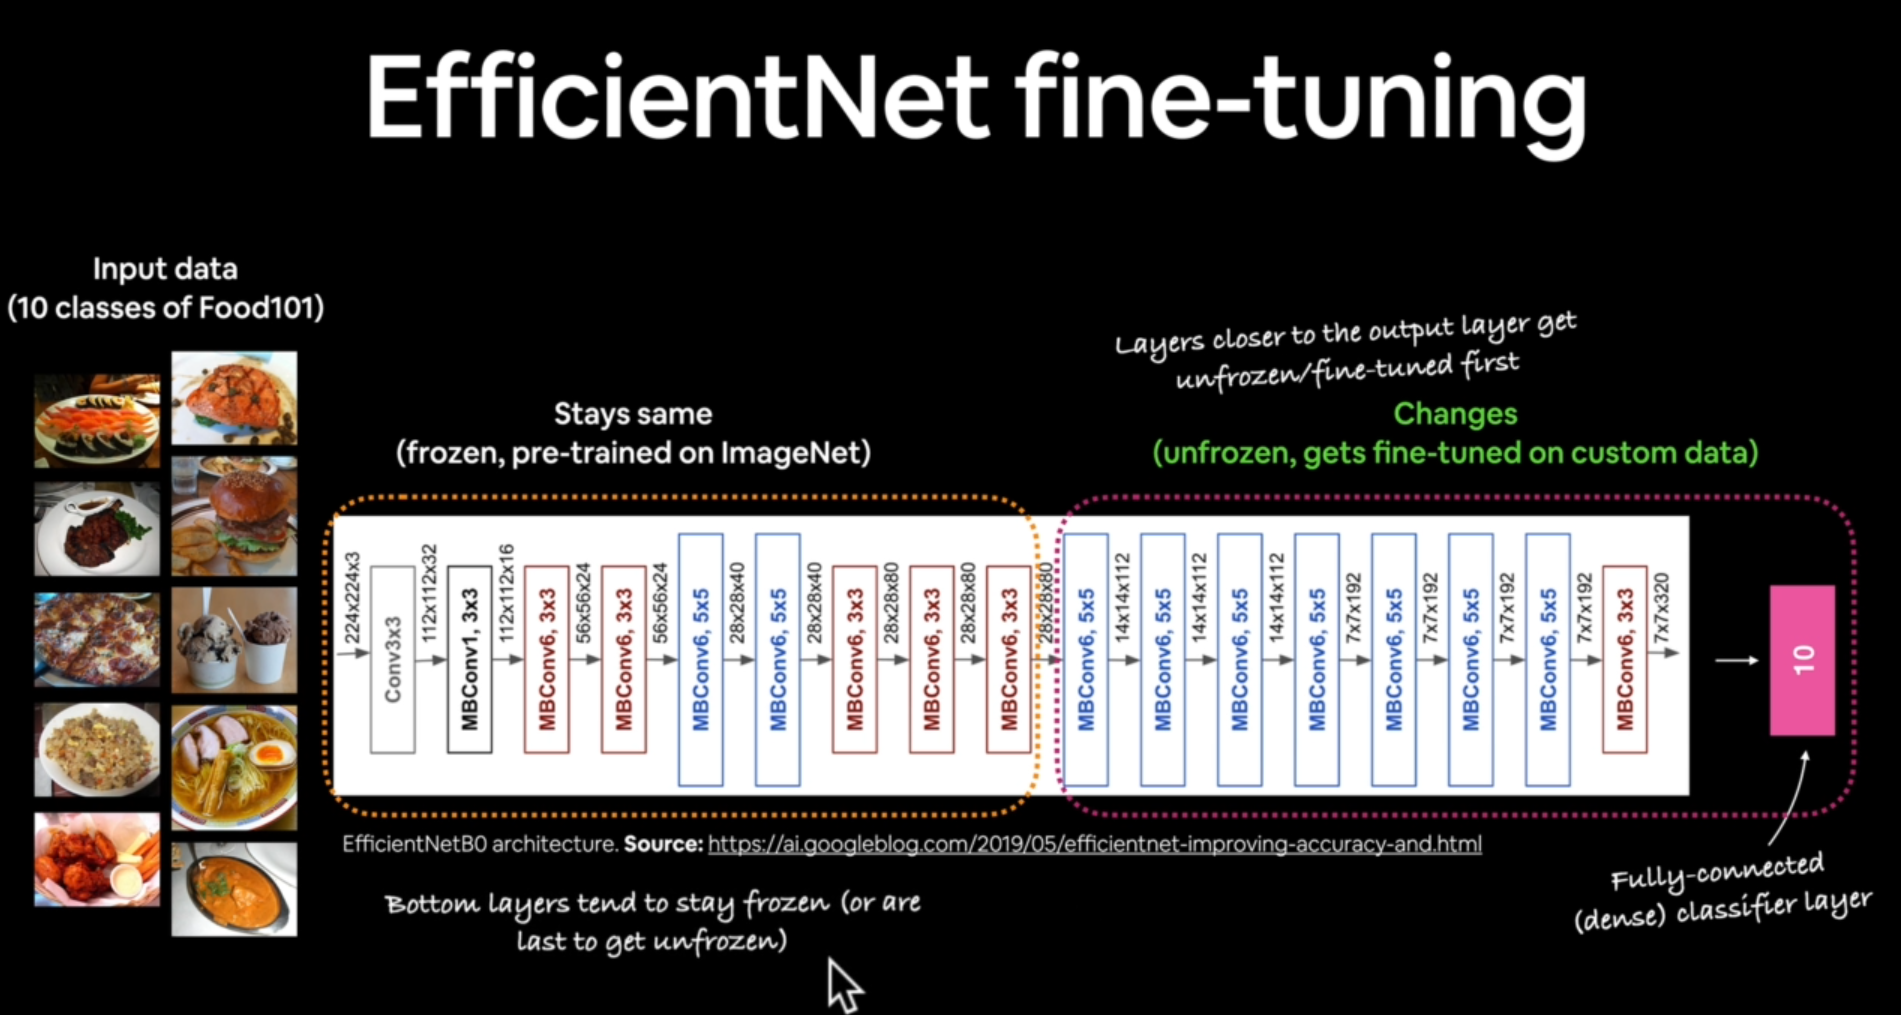 EfficientNet fine-tuning
Input data
(10 classes of Food101)
Layers closer to the output layer get
unfrozen/fine-tuned first
Stays same
(frozen, pre-trained on ImageNet)
Changes
(unfrozen, gets fine-tuned on custom data)
224x224x3
Conv3x3
112x112x32
MBConv1, 3x3
112x112x16
MBConv6, 3x3
56x56x24
MBConv6, 3x3
56x56x24
MBConv6, 5x5
28x28x40
MBConv6, 5x5
28x28x40
MBConv6, 3x3
28x28x80
MBConv6, 3x3
28x28x80
MBConv6, 3x3
28x28x80
MBConv6, 5x5
14x14x112
MBConv6, 5x5
14x14x112
MBConv6, 5x5
14x14x112
MBConv6, 5x5
7x7x192
MBConv6, 5x5
7x7x192
MBConv6, 5x5
7x7x192
MBConv6, 5x5
7x7x192
MBConv6, 3x3
7x7x320
10
EfficientNetB0 architecture. Source: https://ai.googleblog.com/2019/05/efficientnet-improving-accuracy-and.html
Bottom layers tend to stay frozen (or are
last to get unfrozen)
Fully-connected
(dense) classifier layer